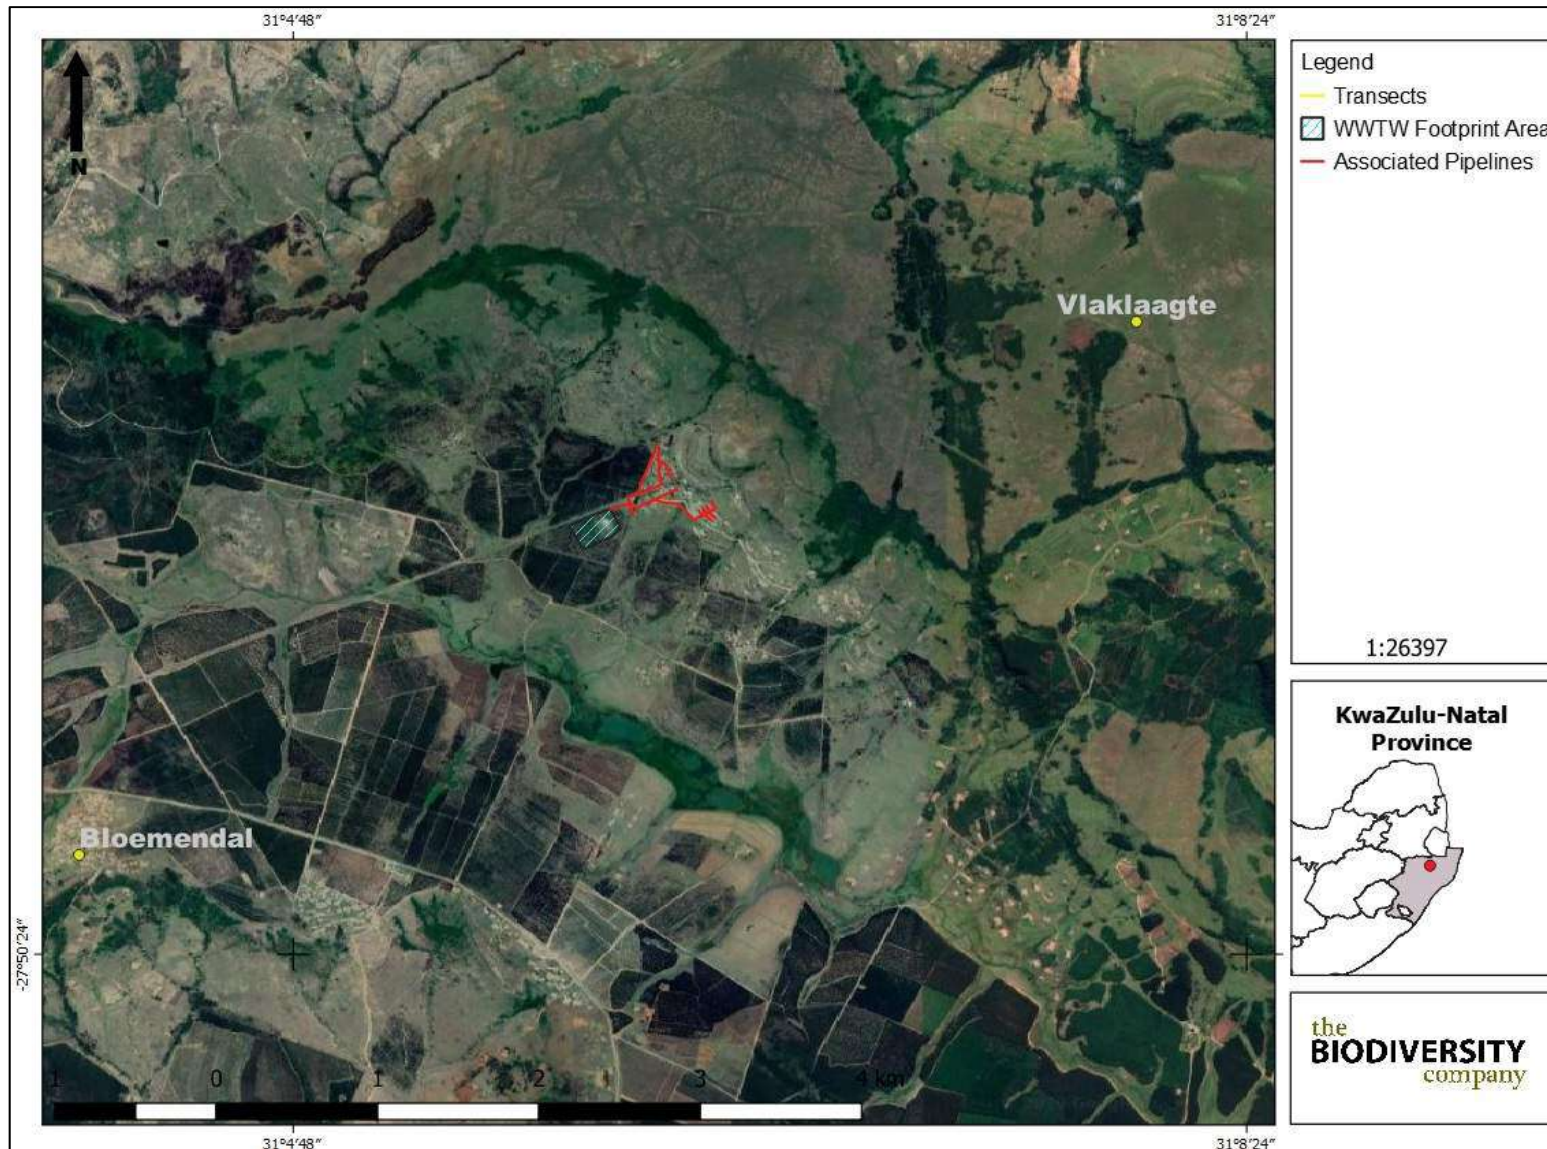 31°4′48″
31°8′24″
N
Vlaklaagte
Bloemendal
-27°50′24″
1
0
1
2
3
4 km
31°4′48″
31°8′24″
Legend
Transects
WWTW Footprint Area
Associated Pipelines
1:26397
KwaZulu-Natal
Province
the
BIODIVERSITY
company